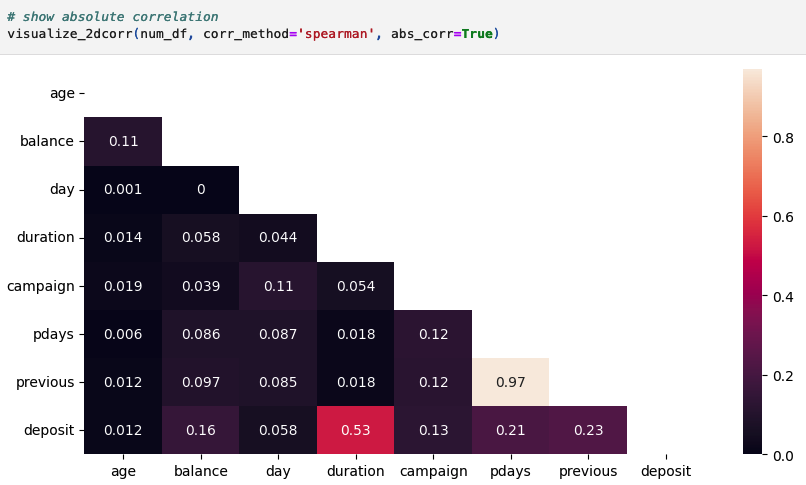 # show absolute correlation
visualize_2dcorr(num_df, corr_method='spearman', abs_corr=True)
age
balance 0.11
day 0.001 0
duration 0.014 0.058 0.044
campaign 0.019 0.039 0.11 0.054
pdays 0.006 0.086 0.087 0.018 0.12
previous 0.012 0.097 0.085 0.018 0.12 0.97
deposit 0.012 0.16 0.058 0.53 0.13 0.21 0.23
age balance day duration campaign pdays previous deposit
0.8
0.6
0.4
0.2
0.0